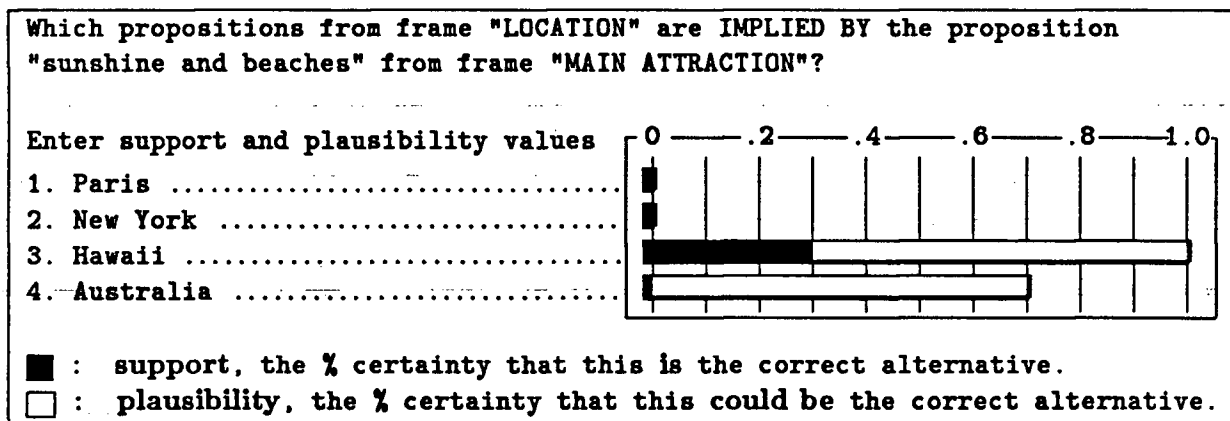 Which propositions from frame "LOCATION" are IMPLIED BY the proposition
"sunshine and beaches" from frame "MAIN ATTRACTION"?
Enter support and plausibility values 0 .2 .4 .6 .8 1.0
1. Paris ..................................
2. New York ..............................
3. Hawaii .................................
4. Australia .............................
■ : support, the % certainty that this is the correct alternative.
□ : plausibility, the % certainty that this could be the correct alternative.